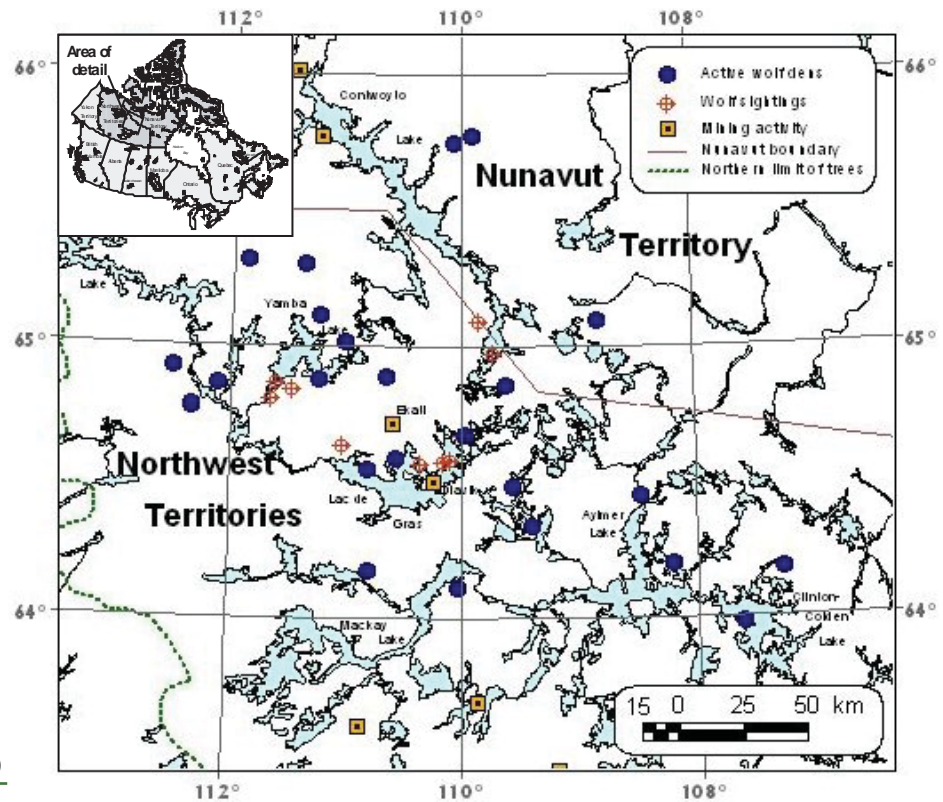 112° 110° 108°
66° 66°
Area of
detail
Active wolf dens
Wolf sightings
Mining activity
Nunavut boundary
Northern limit of trees
Contwoyto
Lake
Nunavut
Territory
Lake
Yamba
Lake
65° 65°
Ekati
Northwest
Territories
Lac de
Gras
Diavik
Aylmer
Lake
64° 64°
Mackay
Lake
Clinton-
Colden
Lake
15 0 25 50 km
112° 110° 108°